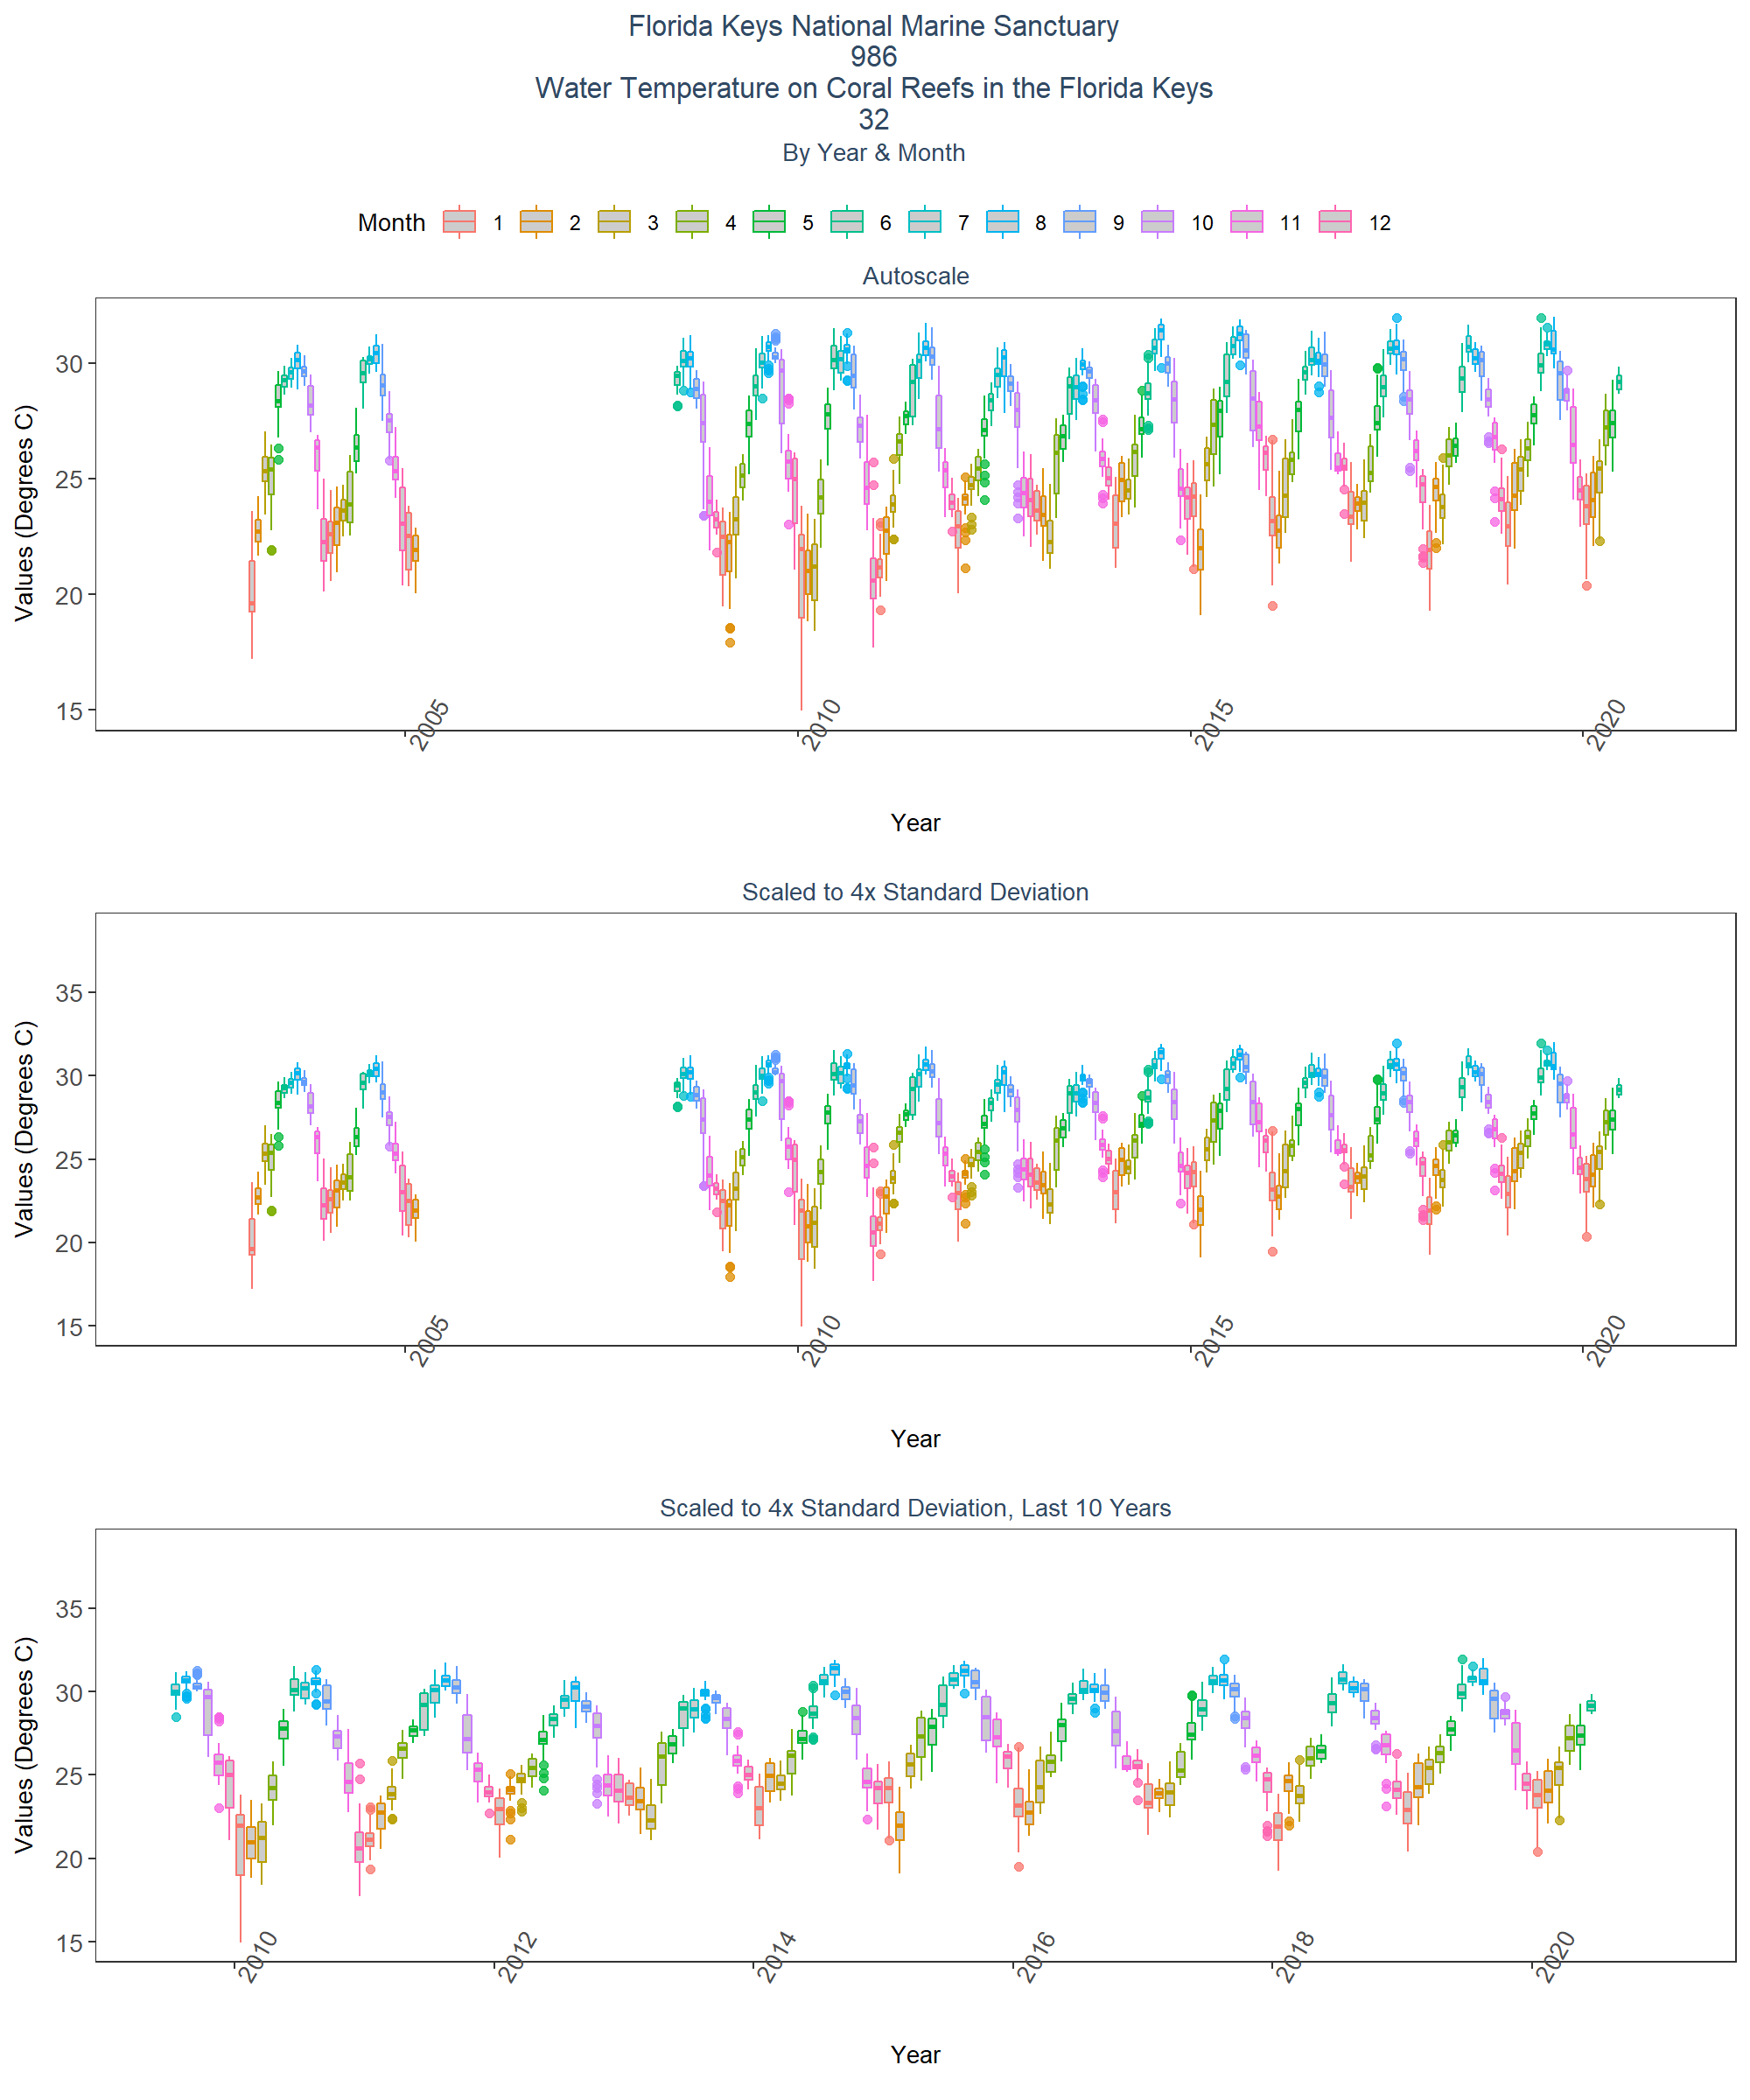 Florida Keys National Marine Sanctuary
986
Water Temperature on Coral Reefs in the Florida Keys
32
By Year & Month
Month 1 2 3 4 5 6 7 8 9 10 11 12
Autoscale
Values (Degrees C)
30
25
20
15
2005 2010 2015 2020
Year
Scaled to 4x Standard Deviation
Values (Degrees C)
35
30
25
20
15
2005 2010 2015 2020
Year
Scaled to 4x Standard Deviation, Last 10 Years
Values (Degrees C)
35
30
25
20
15
2010 2012 2014 2016 2018 2020
Year